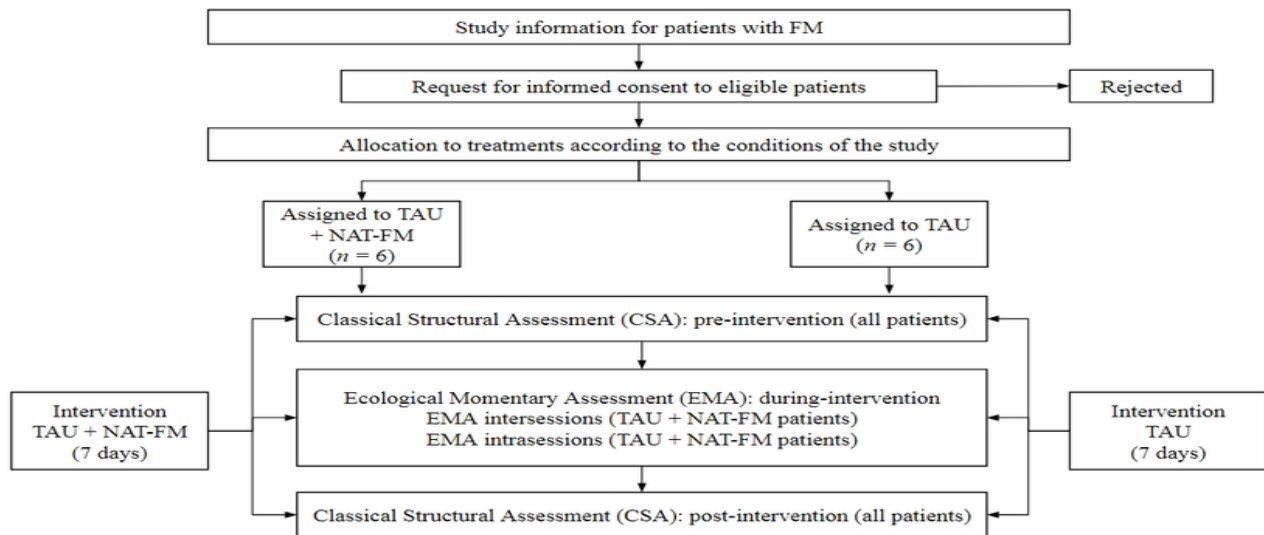 Study information for patients with FM
Request for informed consent to eligible patients
Rejected
Allocation to treatments according to the conditions of the study
Assigned to TAU
+ NAT-FM
(n = 6)
Assigned to TAU
(n = 6)
Classical Structural Assessment (CSA): pre-intervention (all patients)
Intervention
TAU + NAT-FM
(7 days)
Ecological Momentary Assessment (EMA): during-intervention
EMA intersessions (TAU + NAT-FM patients)
EMA intrasessions (TAU + NAT-FM patients)
Intervention
TAU
(7 days)
Classical Structural Assessment (CSA): post-intervention (all patients)